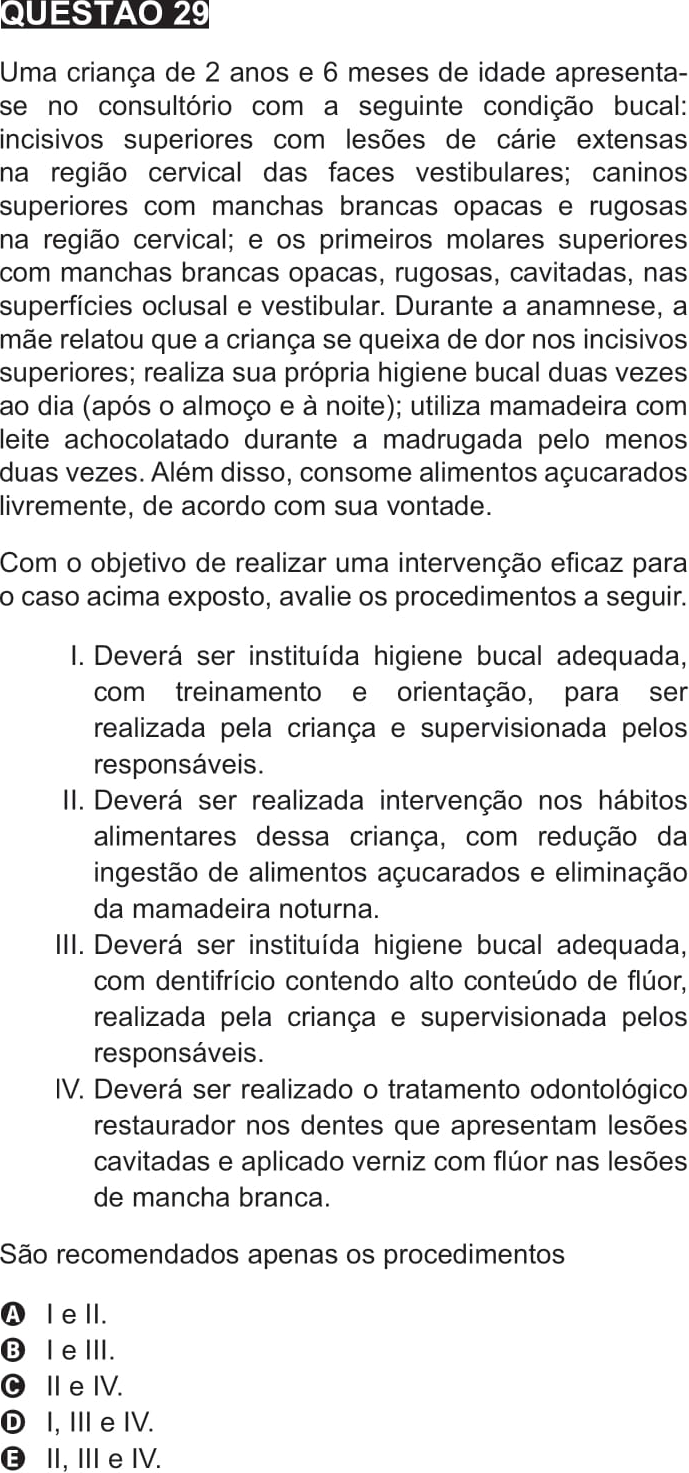 QUESTÃO 29
Uma criança de 2 anos e 6 meses de idade apresenta-
se no consultório com a seguinte condição bucal:
incisivos superiores com lesões de cárie extensas
na região cervical das faces vestibulares; caninos
superiores com manchas brancas opacas e rugosas
na região cervical; e os primeiros molares superiores
com manchas brancas opacas, rugosas, cavitadas, nas
superfícies oclusal e vestibular. Durante a anamnese, a
mãe relatou que a criança se queixa de dor nos incisivos
superiores; realiza sua própria higiene bucal duas vezes
ao dia (após o almoço e à noite); utiliza mamadeira com
leite achocolatado durante a madrugada pelo menos
duas vezes. Além disso, consome alimentos açucarados
livremente, de acordo com sua vontade.
Com o objetivo de realizar uma intervenção eficaz para
o caso acima exposto, avalie os procedimentos a seguir.
I. Deverá ser instituída higiene bucal adequada,
com treinamento e orientação, para ser
realizada pela criança e supervisionada pelos
responsáveis.
II. Deverá ser realizada intervenção nos hábitos
alimentares dessa criança, com redução da
ingestão de alimentos açucarados e eliminação
da mamadeira noturna.
III. Deverá ser instituída higiene bucal adequada,
com dentifrício contendo alto conteúdo de flúor,
realizada pela criança e supervisionada pelos
responsáveis.
IV. Deverá ser realizado o tratamento odontológico
restaurador nos dentes que apresentam lesões
cavitadas e aplicado verniz com flúor nas lesões
de mancha branca.
São recomendados apenas os procedimentos
A I e II.
B I e III.
C II e IV.
D I, III e IV.
E II, III e IV.